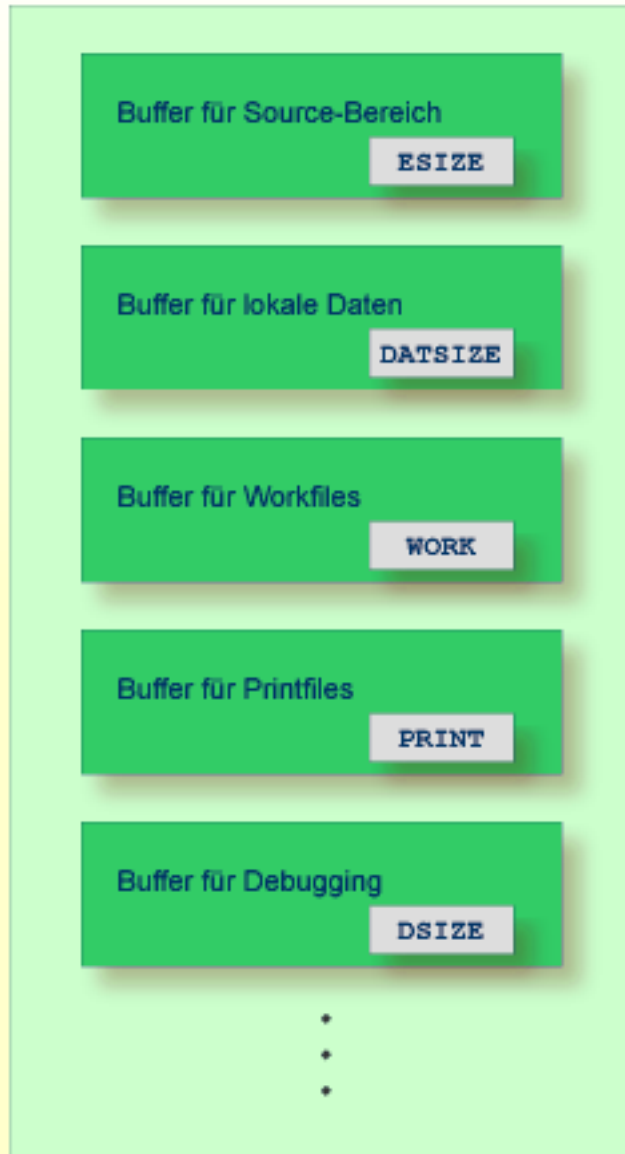 Buffer für Source-Bereich
ESIZE
Buffer für lokale Daten
DATSIZE
Buffer für Workfiles
WORK
Buffer für Printfiles
PRINT
Buffer für Debugging
DSIZE